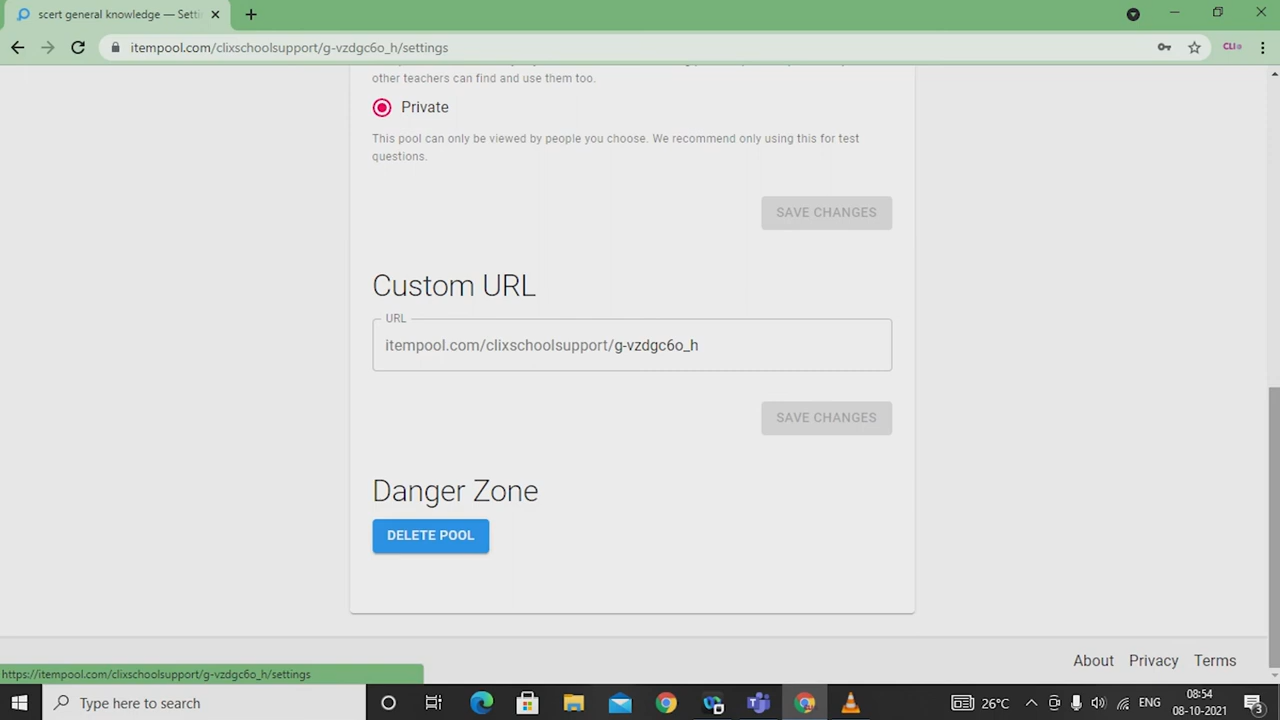 scert general knowledge — Setti
itempool.com/clixschoolsupport/g-vzdgc6o_h/settings
other teachers can find and use them too.
Private
This pool can only be viewed by people you choose. We recommend only using this for test
questions.
SAVE CHANGES
Custom URL
URL
itempool.com/clixschoolsupport/g-vzdgc6o_h
SAVE CHANGES
Danger Zone
DELETE POOL
About Privacy Terms
https://itempool.com/clixschoolsupport/g-vzdgc6o_h/settings
Type here to search
26°C
ENG
08:54
08-10-2021
3